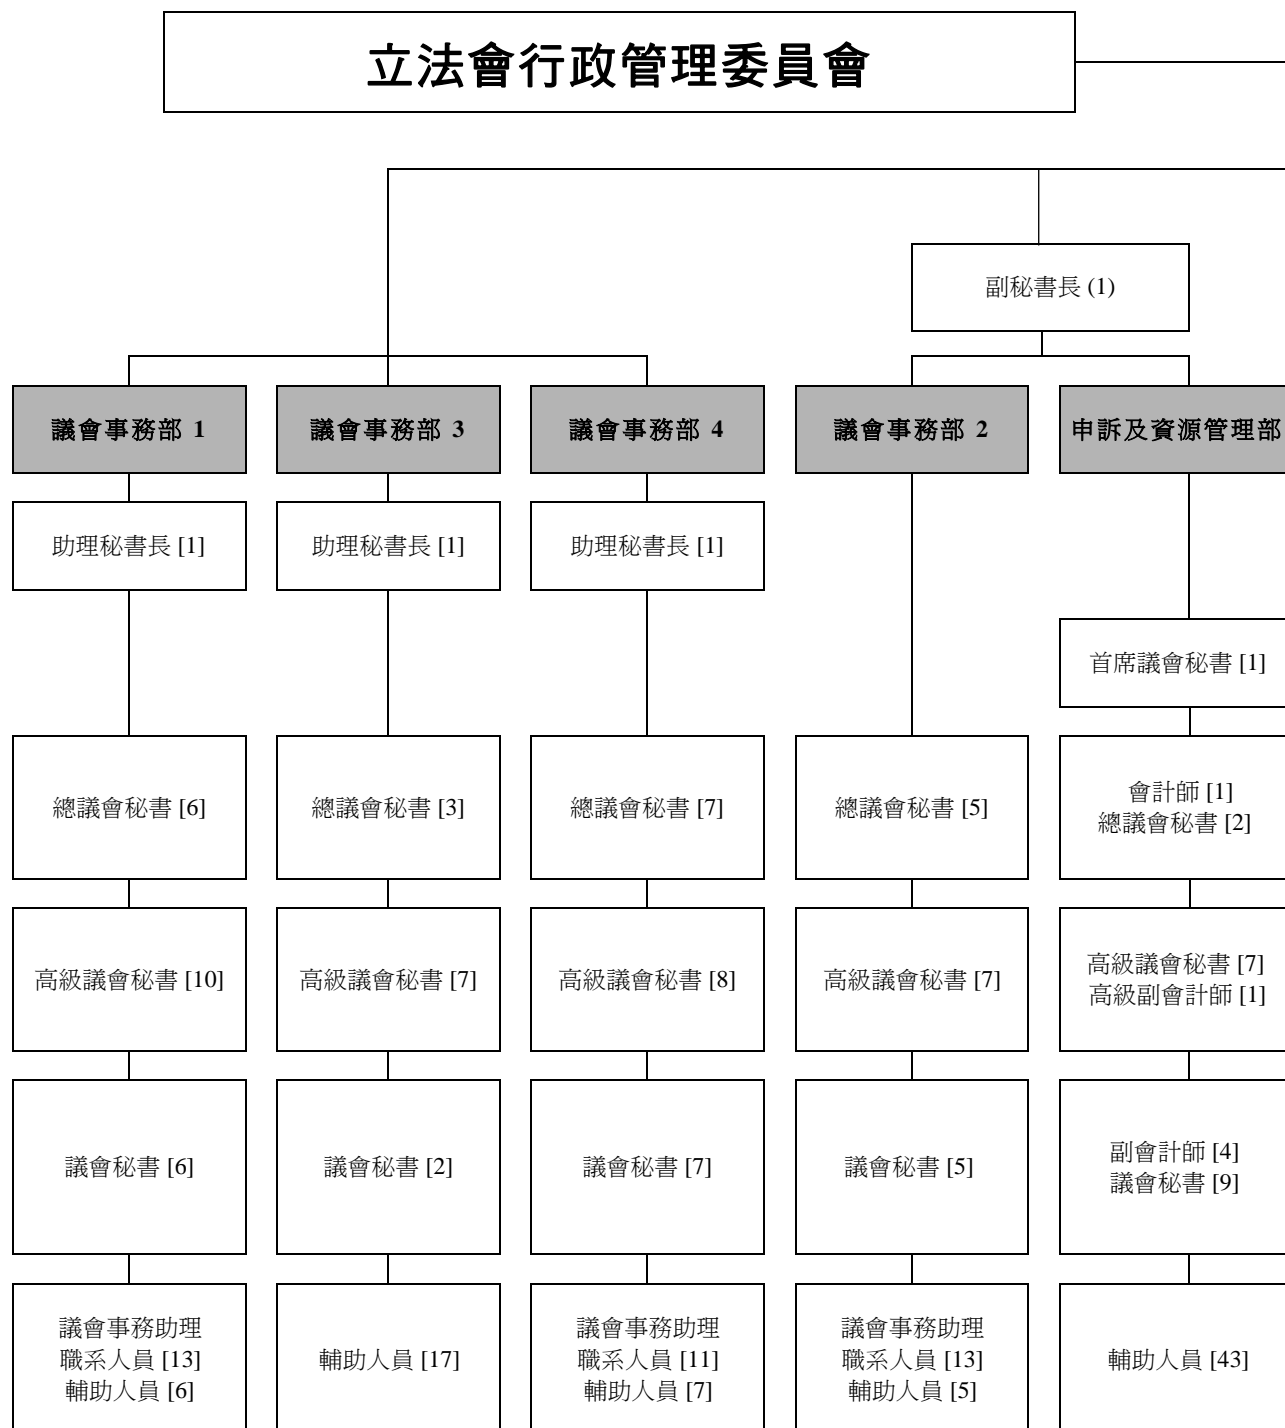 立法會行政管理委員會
副秘書長 (1)
議會事務部 1
議會事務部 3
議會事務部 4
議會事務部 2
申訴及資源管理部
助理秘書長 [1]
助理秘書長 [1]
助理秘書長 [1]
首席議會秘書 [1]
總議會秘書 [6]
總議會秘書 [3]
總議會秘書 [7]
總議會秘書 [5]
會計師 [1]
總議會秘書 [2]
高級議會秘書 [10]
高級議會秘書 [7]
高級議會秘書 [8]
高級議會秘書 [7]
高級議會秘書 [7]
高級副會計師 [1]
議會秘書 [6]
議會秘書 [2]
議會秘書 [7]
議會秘書 [5]
副會計師 [4]
議會秘書 [9]
議會事務助理
職系人員 [13]
輔助人員 [6]
輔助人員 [17]
議會事務助理
職系人員 [11]
輔助人員 [7]
議會事務助理
職系人員 [13]
輔助人員 [5]
輔助人員 [43]